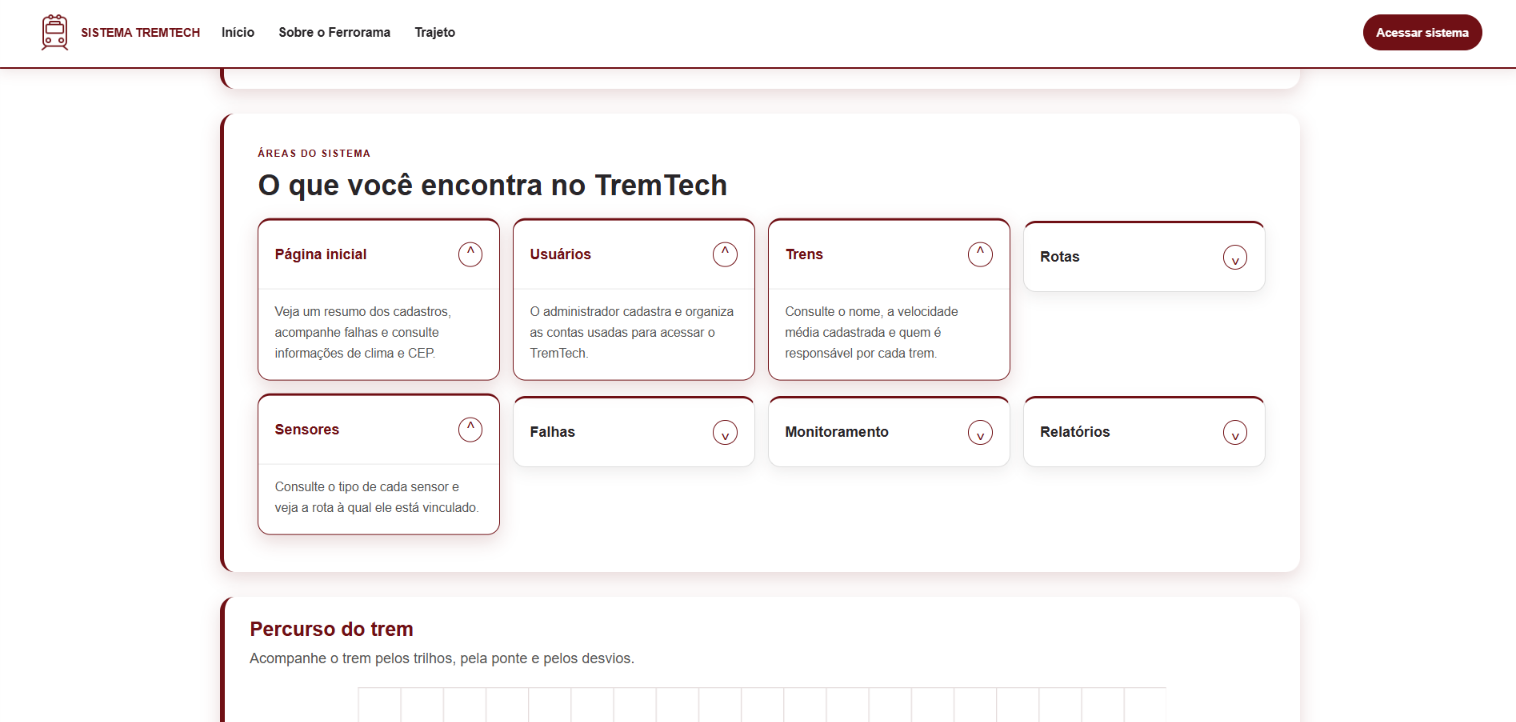 SISTEMA TREMTECH
Início
Sobre o Ferrorama
Trajeto
Acessar sistema
ÁREAS DO SISTEMA
O que você encontra no TremTech
Página inicial
^
Veja um resumo dos cadastros,
acompanhe falhas e consulte
informações de clima e CEP.
Usuários
^
O administrador cadastra e organiza
as contas usadas para acessar o
TremTech.
Trens
^
Consulte o nome, a velocidade
média cadastrada e quem é
responsável por cada trem.
Rotas
v
Sensores
^
Consulte o tipo de cada sensor e
veja a rota à qual ele está vinculado.
Falhas
v
Monitoramento
v
Relatórios
v
Percurso do trem
Acompanhe o trem pelos trilhos, pela ponte e pelos desvios.